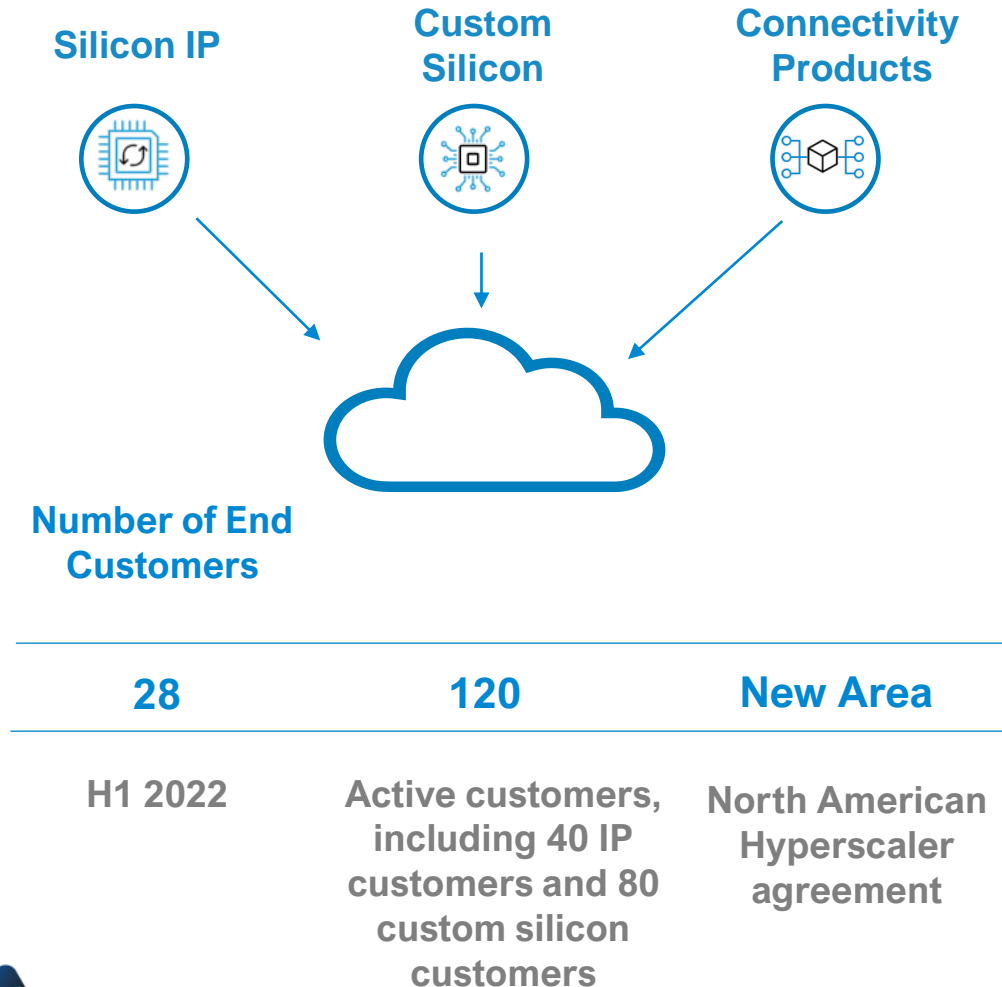 Silicon IP
Custom
Silicon
Connectivity
Products
Number of End
Customers
28
120
New Area
H1 2022
Active customers,
including 40 IP
customers and 80
custom silicon
customers
North American
Hyperscaler
agreement